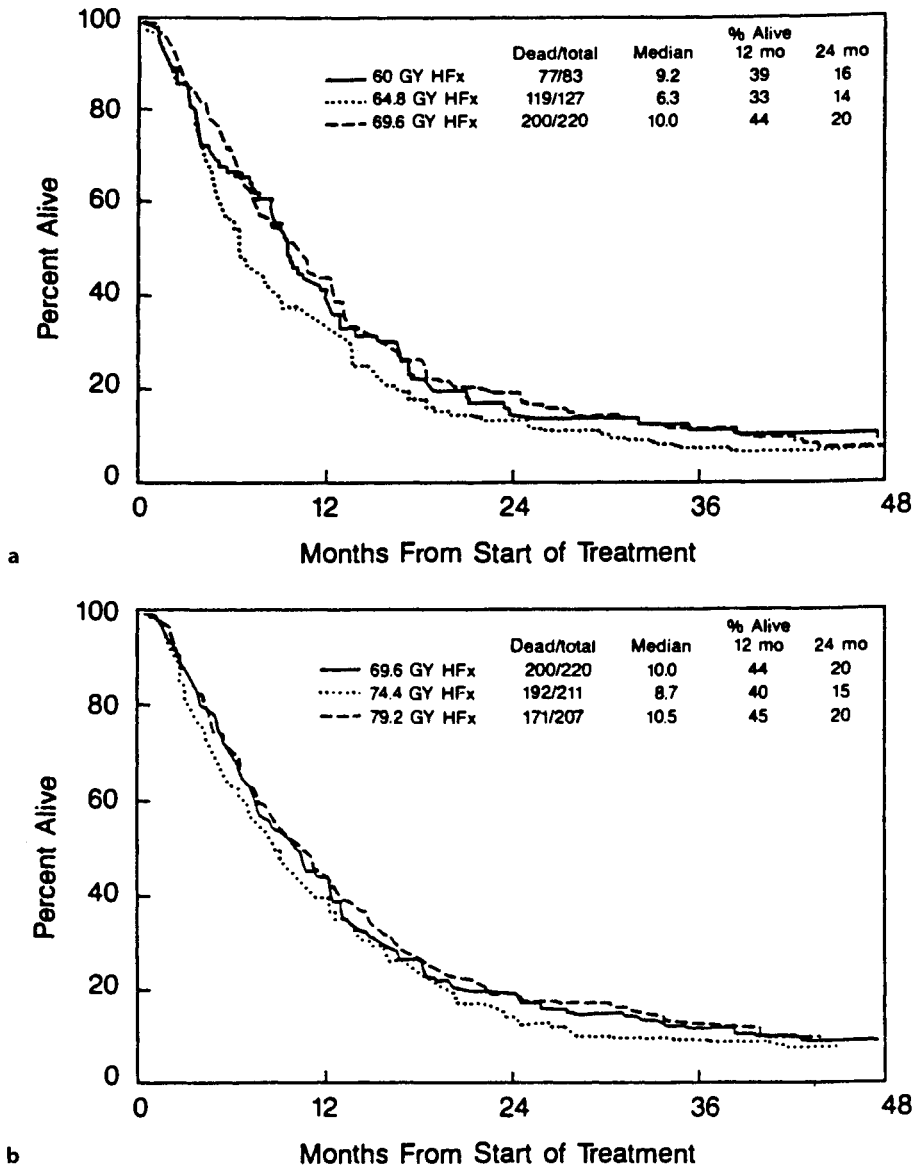 % Alive
Dead/total Median 12 mo 24 mo
60 GY HFx 77/83 9.2 39 16
64.8 GY HFx 119/127 6.3 33 14
69.6 GY HFx 200/220 10.0 44 20
100
80
60
40
20
0
Percent Alive
0 12 24 36 48
Months From Start of Treatment
a
% Alive
Dead/total Median 12 mo 24 mo
69.6 GY HFx 200/220 10.0 44 20
74.4 GY HFx 192/211 8.7 40 15
79.2 GY HFx 171/207 10.5 45 20
100
80
60
40
20
0
Percent Alive
0 12 24 36 48
Months From Start of Treatment
b